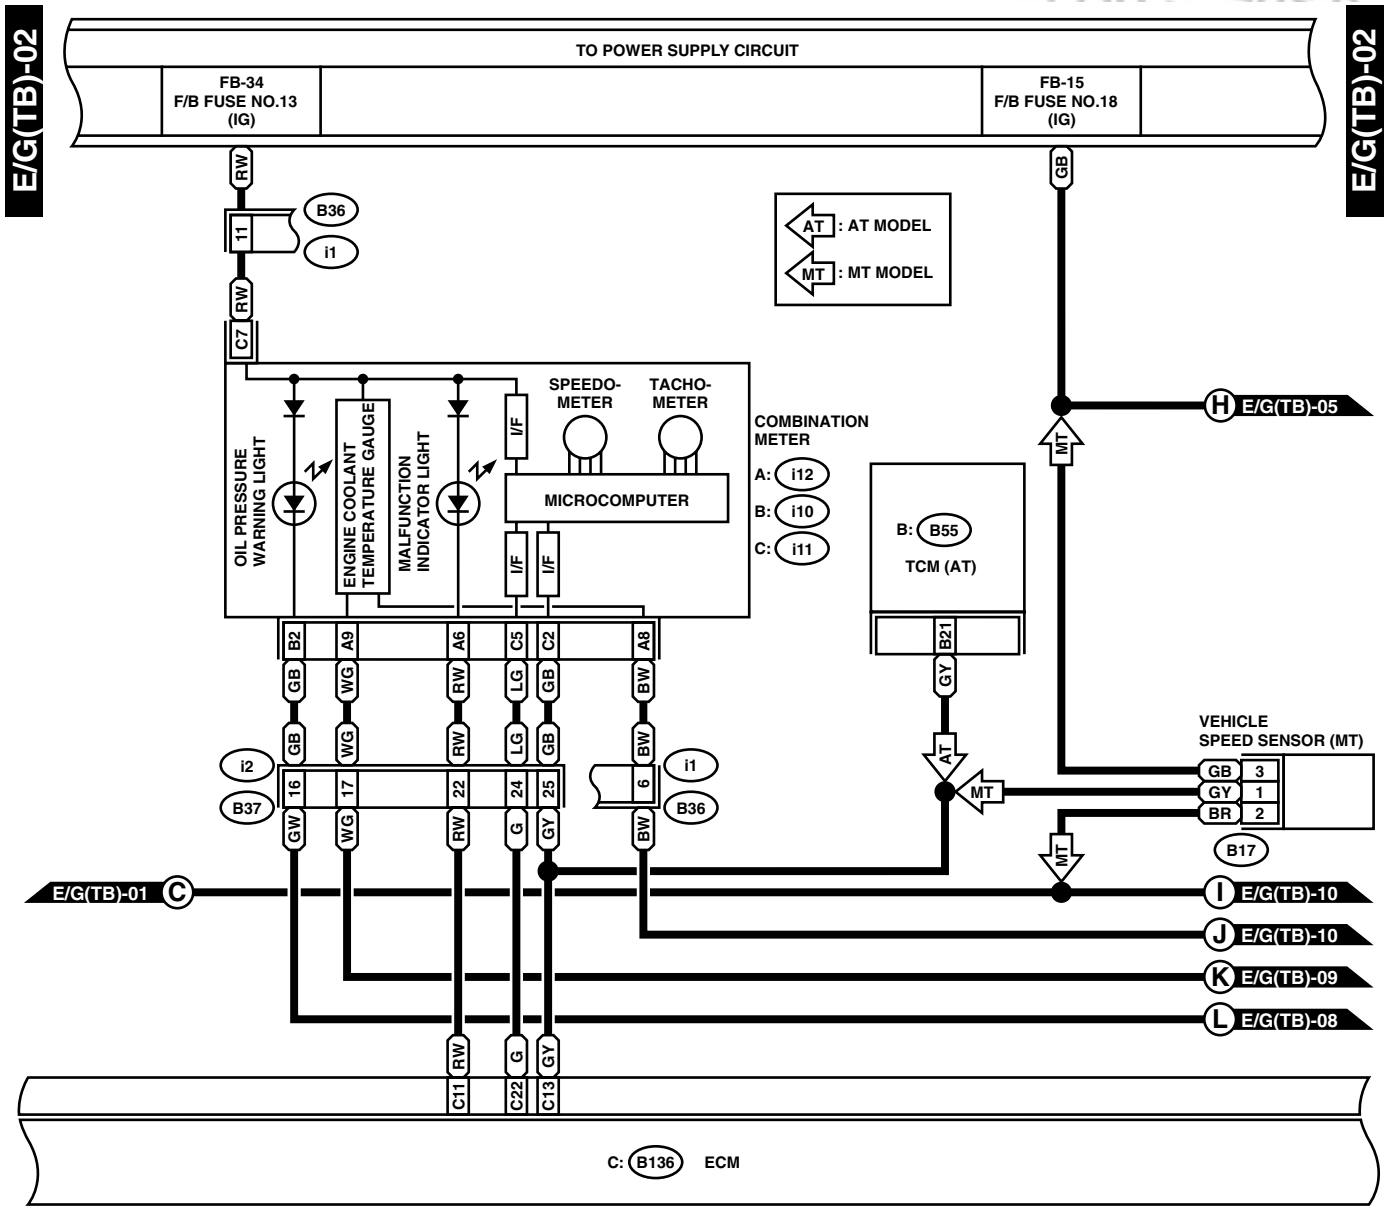 E/G(TB)-02
E/G(TB)-02
TO POWER SUPPLY CIRCUIT
FB-34
F/B FUSE NO.13
(IG)
FB-15
F/B FUSE NO.18
(IG)
RW
GB
11
B36
i1
RW
C7
AT : AT MODEL
MT : MT MODEL
H E/G(TB)-05
MT
OIL PRESSURE
WARNING LIGHT
ENGINE COOLANT
TEMPERATURE GAUGE
MALFUNCTION
INDICATOR LIGHT
I/F
SPEEDO-
METER
TACHO-
METER
MICROCOMPUTER
I/F
I/F
COMBINATION
METER
A: i12
B: i10
C: i11
B: B55
TCM (AT)
B21
GY
AT
MT
B2
A9
A6
C5
C2
A8
GB
WG
RW
LG
GB
BW
GB
WG
RW
LG
GB
BW
i2
B37
16
17
22
24
25
6
i1
B36
GW
WG
RW
G
GY
BW
VEHICLE
SPEED SENSOR (MT)
GB 3
GY 1
BR 2
B17
MT
E/G(TB)-01 C
I E/G(TB)-10
J E/G(TB)-10
K E/G(TB)-09
L E/G(TB)-08
RW
G
GY
C11
C22
C13
C: B136 ECM